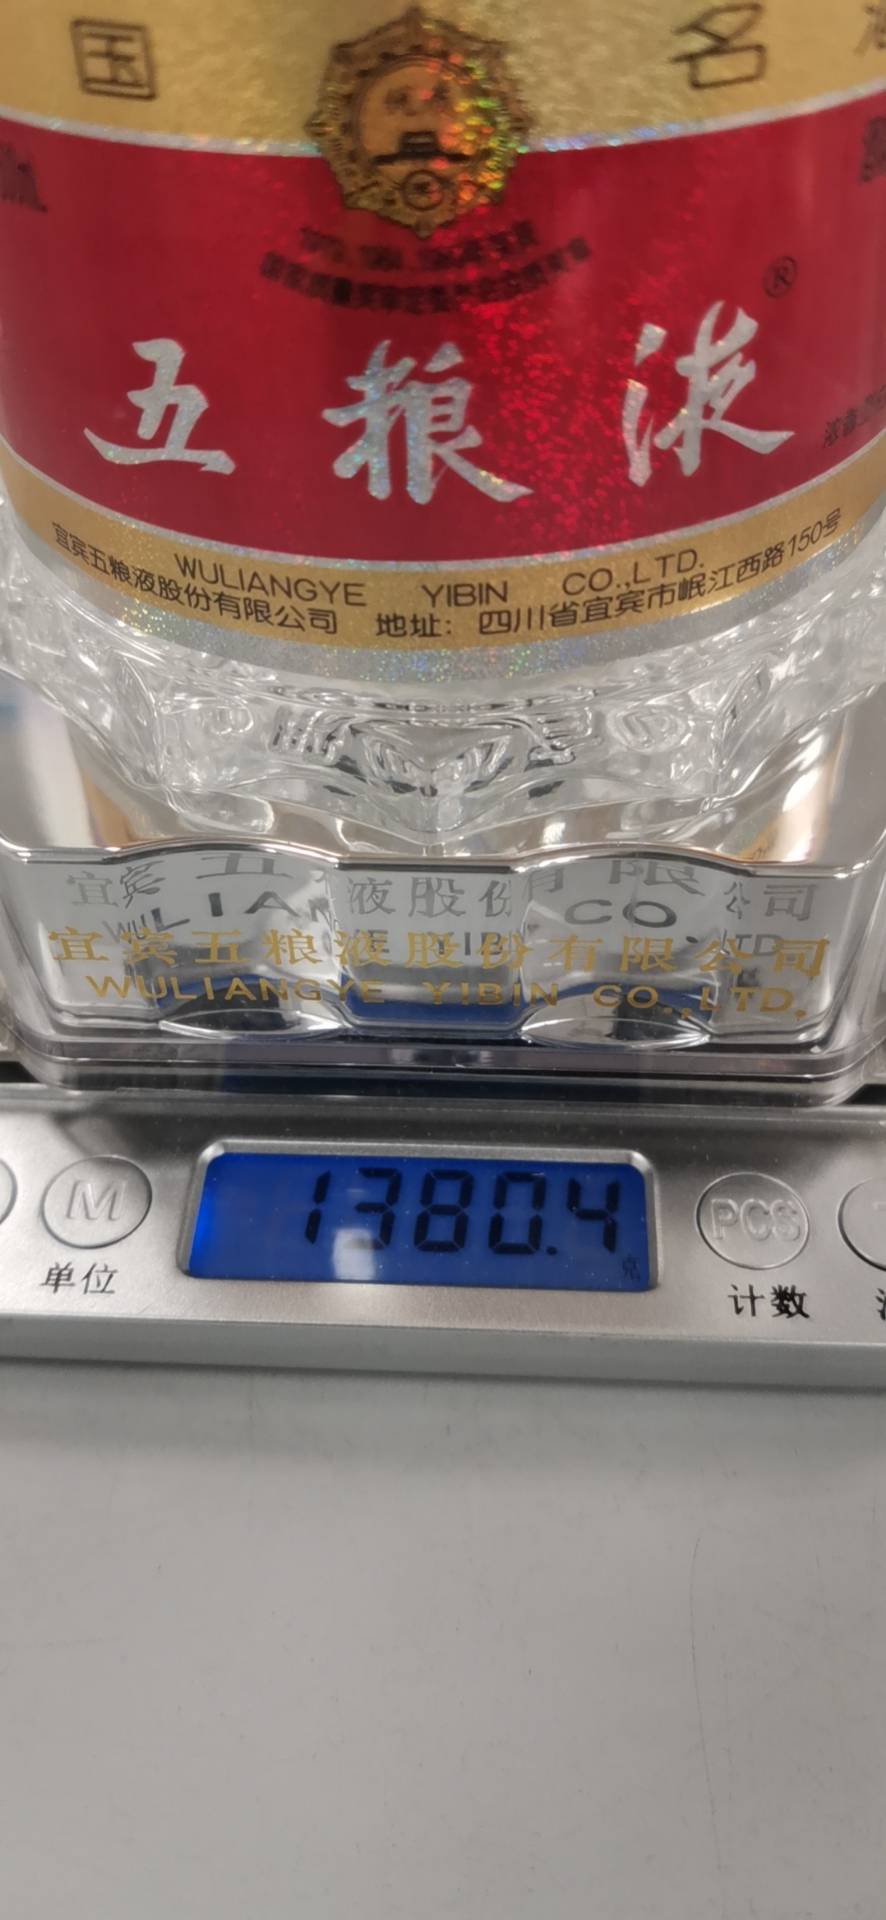 国 名
五粮液®
WULIANGYE YIBIN CO.,LTD.
宜宾五粮液股份有限公司 地址：四川省宜宾市岷江西路150号
宜宾五粮液股份有限公司
WULIANGYE YIBIN CO.,LTD.
1380.4
克
M
单位
PCS
计数